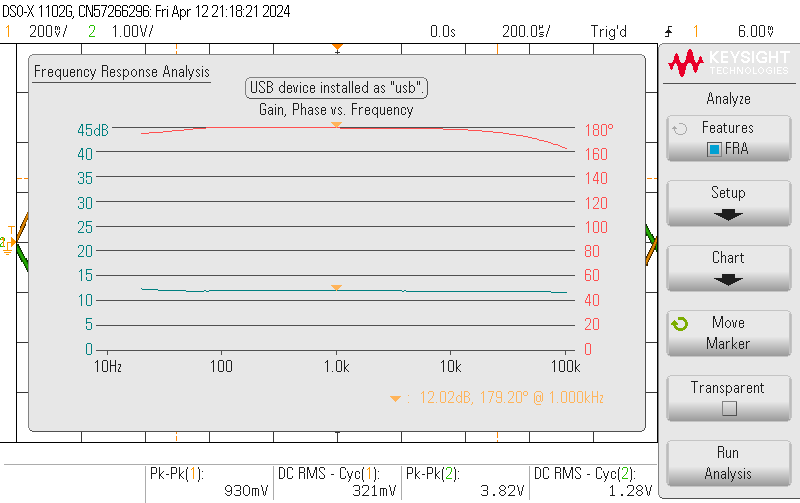 DSO-X 1102G, CN57266296: Fri Apr 12 21:18:21 2024
1 200mV/ 2 1.00V/ 0.0s 200.0s/ Trig'd 1 6.00V
KEYSIGHT
TECHNOLOGIES
Frequency Response Analysis
USB device installed as "usb".
Gain, Phase vs. Frequency
45dB 180°
40 160
35 140
30 120
25 100
20 80
15 60
10 40
5 20
0 0
10Hz 100 1.0k 10k 100k
: 12.02dB, 179.20° @ 1.000kHz
Analyze
Features
FRA
Setup
Chart
Move
Marker
Transparent
Run
Analysis
Pk-Pk(1): DC RMS - Cyc(1): Pk-Pk(2): DC RMS - Cyc(2):
930mV 321mV 3.82V 1.28V